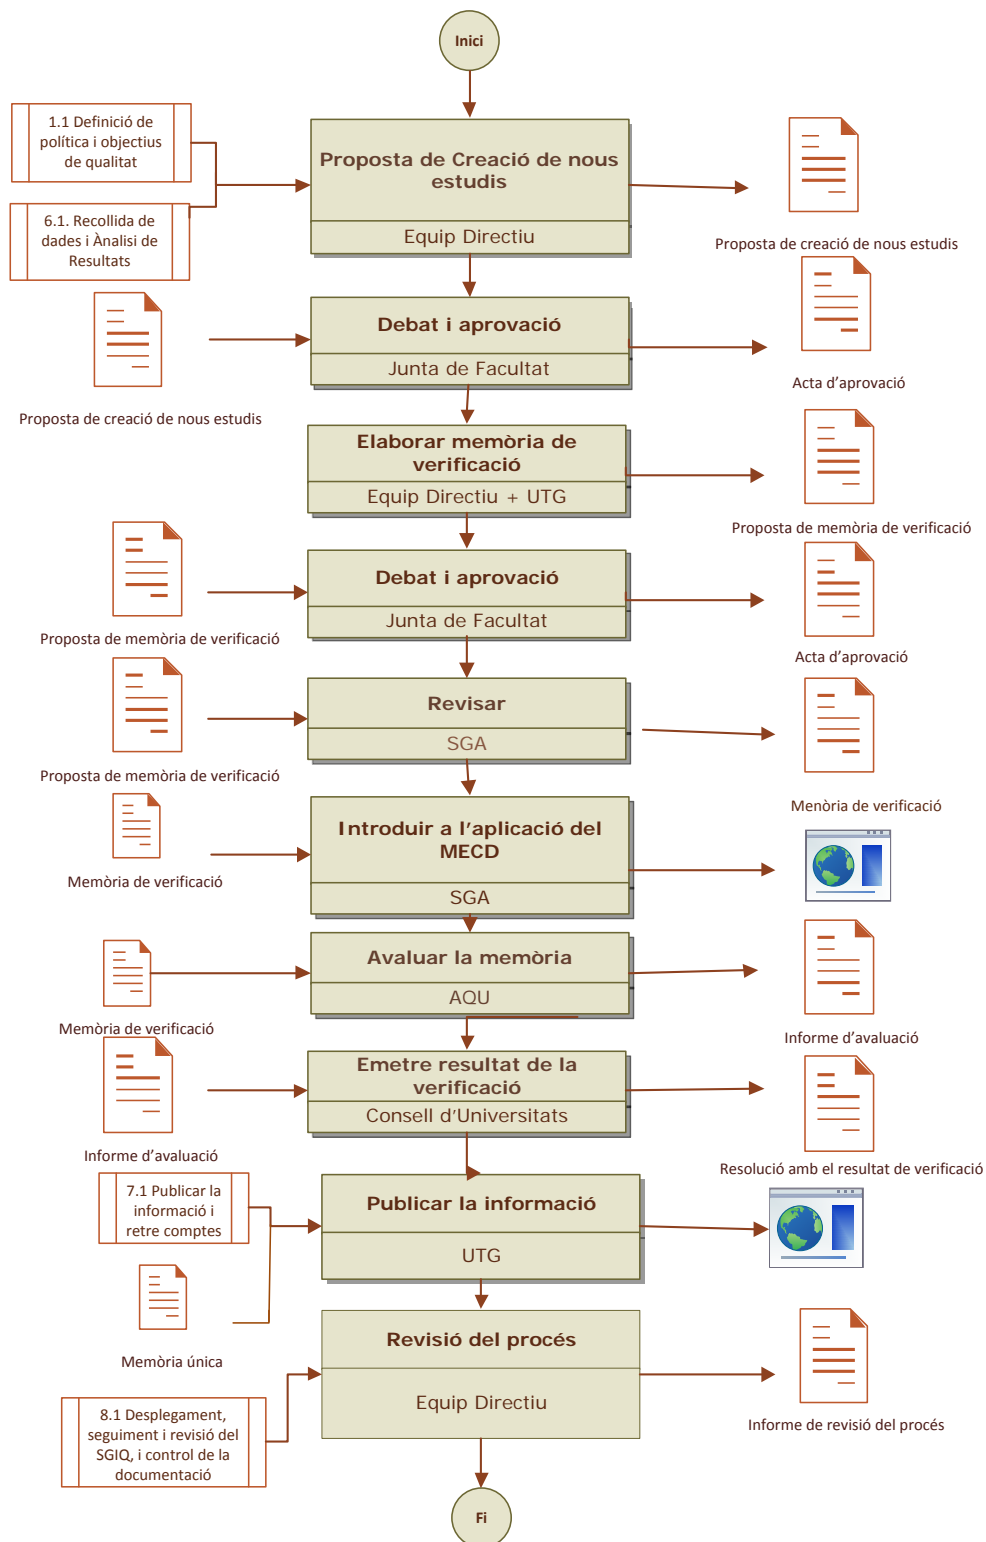 Inici
1.1 Definició de
política i objectius
de qualitat
6.1. Recollida de
dades i Ànalisi de
Resultats
Proposta de Creació de nous
estudis
Equip Directiu
Proposta de creació de nous estudis
Proposta de creació de nous estudis
Debat i aprovació
Junta de Facultat
Acta d'aprovació
Elaborar memòria de
verificació
Equip Directiu + UTG
Proposta de memòria de verificació
Proposta de memòria de verificació
Debat i aprovació
Junta de Facultat
Acta d'aprovació
Proposta de memòria de verificació
Revisar
SGA
Menòria de verificació
Memòria de verificació
Introduir a l'aplicació del
MECD
SGA
Memòria de verificació
Avaluar la memòria
AQU
Informe d'avaluació
Informe d'avaluació
Emetre resultat de la
verificació
Consell d'Universitats
Resolució amb el resultat de verificació
7.1 Publicar la
informació i
retre comptes
Memòria única
Publicar la informació
UTG
8.1 Desplegament,
seguiment i revisió del
SGIQ, i control de la
documentació
Revisió del procés
Equip Directiu
Informe de revisió del procés
Fi